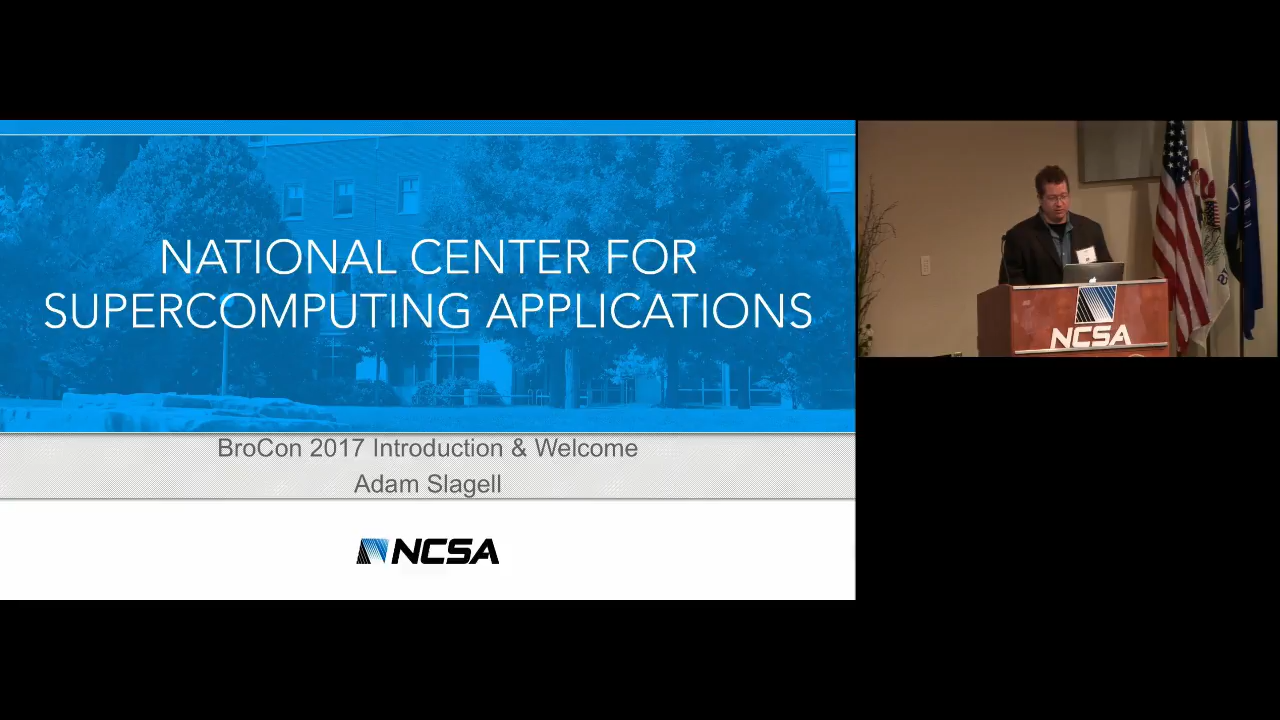 NATIONAL CENTER FOR
SUPERCOMPUTING APPLICATIONS
BroCon 2017 Introduction & Welcome
Adam Slagell
NCSA
NCSA